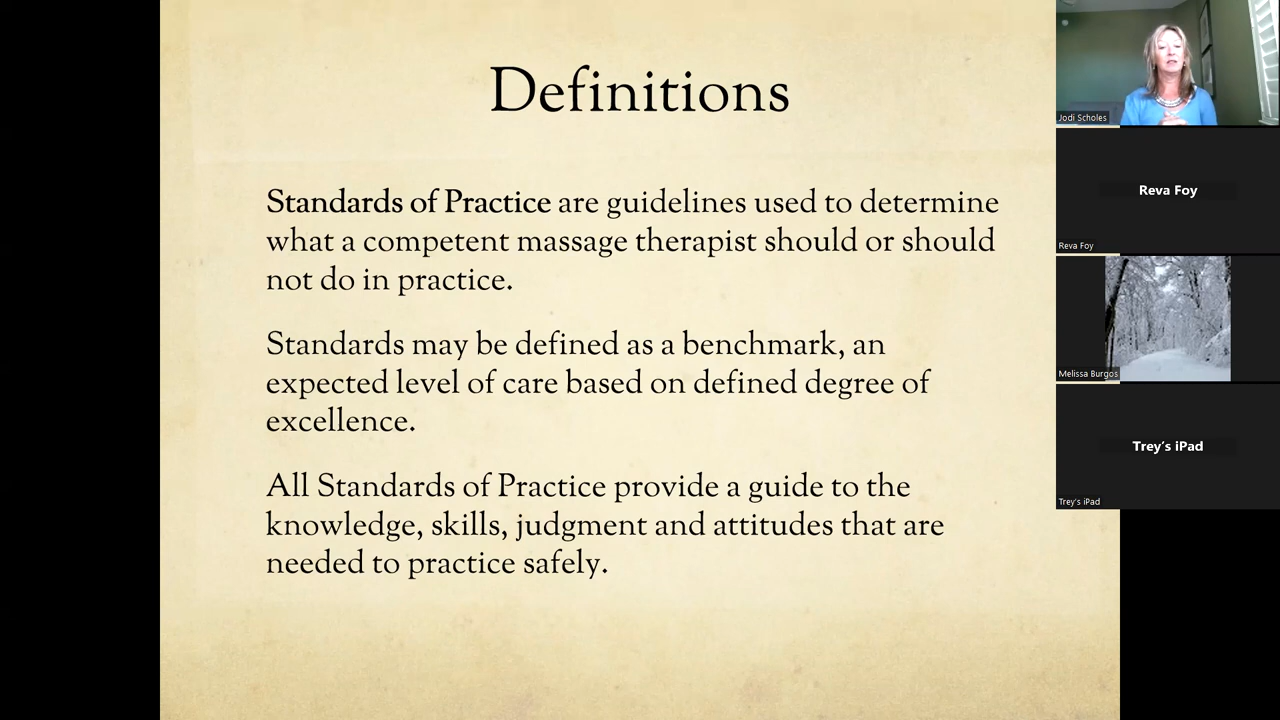 Definitions
Standards of Practice are guidelines used to determine
what a competent massage therapist should or should
not do in practice.
Standards may be defined as a benchmark, an
expected level of care based on defined degree of
excellence.
All Standards of Practice provide a guide to the
knowledge, skills, judgment and attitudes that are
needed to practice safely.
Jodi Scholes
Reva Foy
Reva Foy
Melissa Burgos
Trey's iPad
Trey's iPad